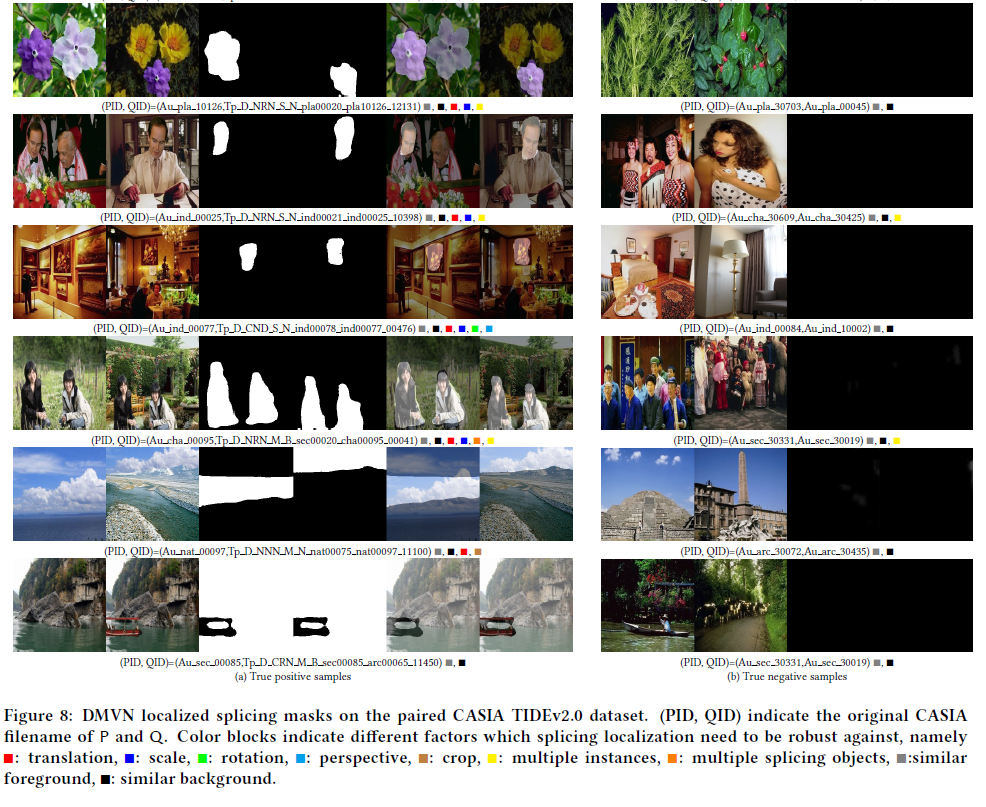 (PID, QID)=(Au_pla_10126,Tp_D_NRN_S_N_pla00020_pla10126_12131) ■, ■, ■, ■, ■
(PID, QID)=(Au_pla_30703,Au_pla_00045) ■, ■
(PID, QID)=(Au_ind_00025,Tp_D_NRN_S_N_ind00021_ind00025_10398) ■, ■, ■, ■, ■
(PID, QID)=(Au_cha_30609,Au_cha_30425) ■, ■, ■
(PID, QID)=(Au_ind_00077,Tp_D_CND_S_N_ind00078_ind00077_00476) ■, ■, ■, ■, ■, ■
(PID, QID)=(Au_ind_00084,Au_ind_10002) ■, ■
(PID, QID)=(Au_cha_00095,Tp_D_NRN_M_B_sec00020_cha00095_00041) ■, ■, ■, ■, ■, ■
(PID, QID)=(Au_sec_30331,Au_sec_30019) ■, ■, ■
(PID, QID)=(Au_nat_00097,Tp_D_NNN_M_N_nat00075_nat00097_11100) ■, ■, ■, ■
(PID, QID)=(Au_arc_30072,Au_arc_30435) ■, ■
(PID, QID)=(Au_sec_00085,Tp_D_CRN_M_B_sec00085_arc00065_11450) ■, ■
(PID, QID)=(Au_sec_30331,Au_sec_30019) ■, ■
(a) True positive samples
(b) True negative samples
Figure 8: DMVN localized splicing masks on the paired CASIA TIDEv2.0 dataset. (PID, QID) indicate the original CASIA
filename of P and Q. Color blocks indicate different factors which splicing localization need to be robust against, namely
■: translation, ■: scale, ■: rotation, ■: perspective, ■: crop, ■: multiple instances, ■: multiple splicing objects, ■:similar
foreground, ■: similar background.